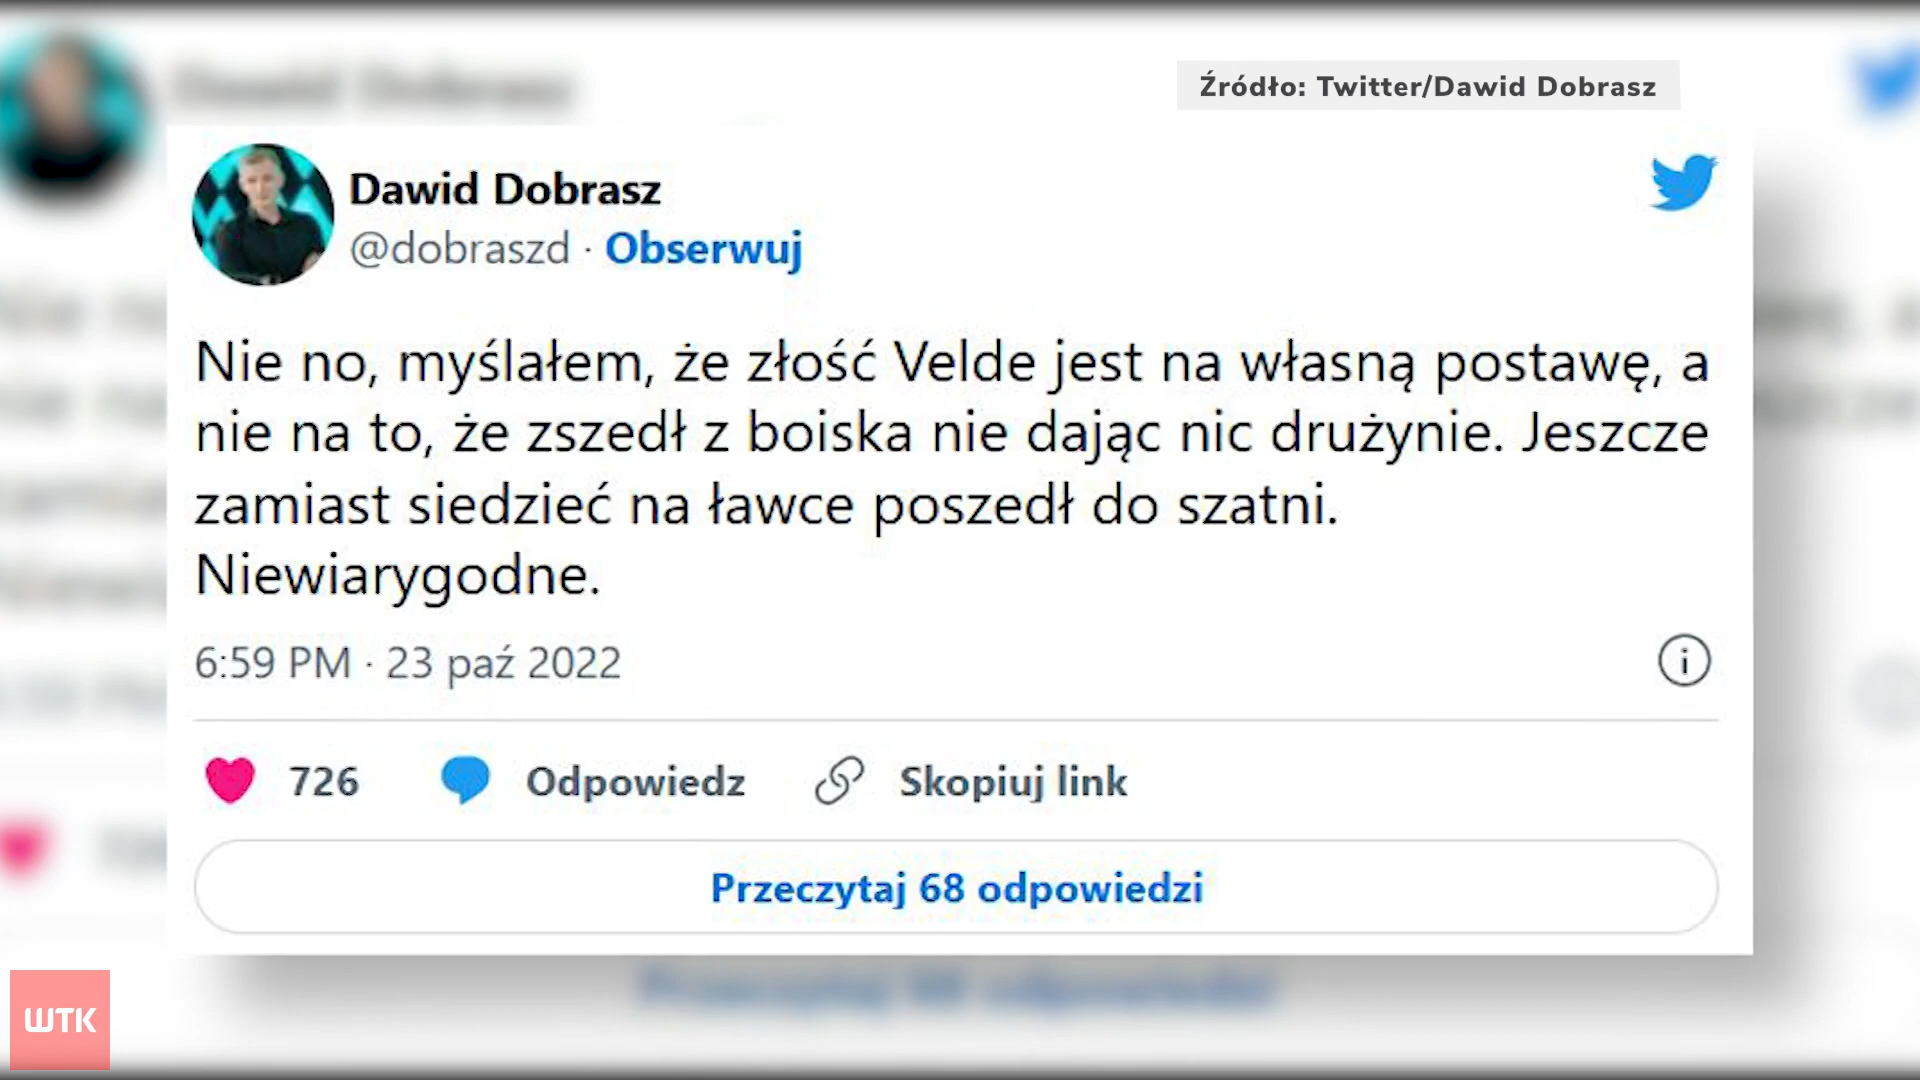 Źródło: Twitter/Dawid Dobrasz
Dawid Dobrasz
@dobraszd · Obserwuj
Nie no, myślałem, że złość Velde jest na własną postawę, a
nie na to, że zszedł z boiska nie dając nic drużynie. Jeszcze
zamiast siedzieć na ławce poszedł do szatni.
Niewiarygodne.
6:59 PM · 23 paź 2022
726 Odpowiedz Skopiuj link
Przeczytaj 68 odpowiedzi
WTK